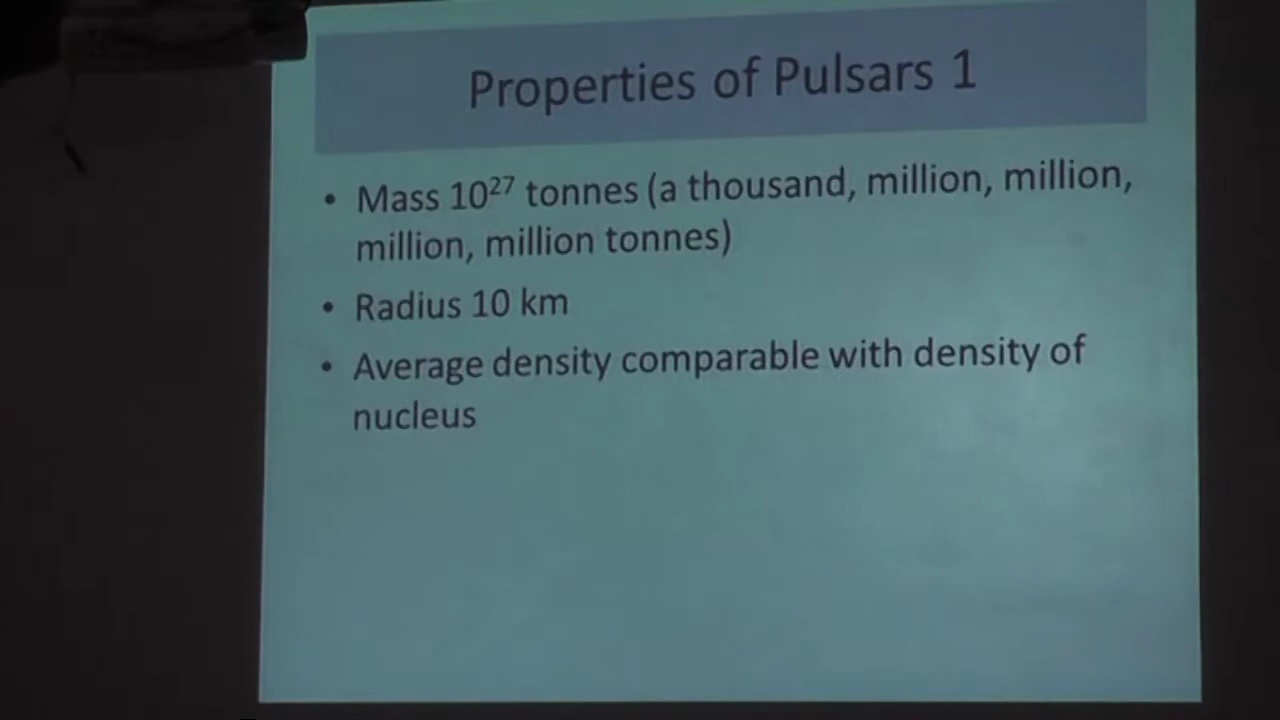 Properties of Pulsars 1
• Mass 10²⁷ tonnes (a thousand, million, million,
million, million tonnes)
• Radius 10 km
• Average density comparable with density of
nucleus